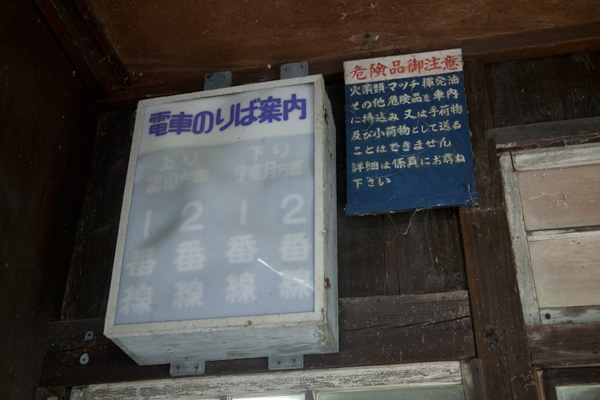 電車のりば案内
上り
下り
富山方面
宇奈月方面
1番線
2番線
1番線
2番線
危険品御注意
火薬類マッチ揮発油
その他危険品を車内
に持込み又は手荷物
及び小荷物として送る
ことはできません
詳細は係員にお尋ね
下さい